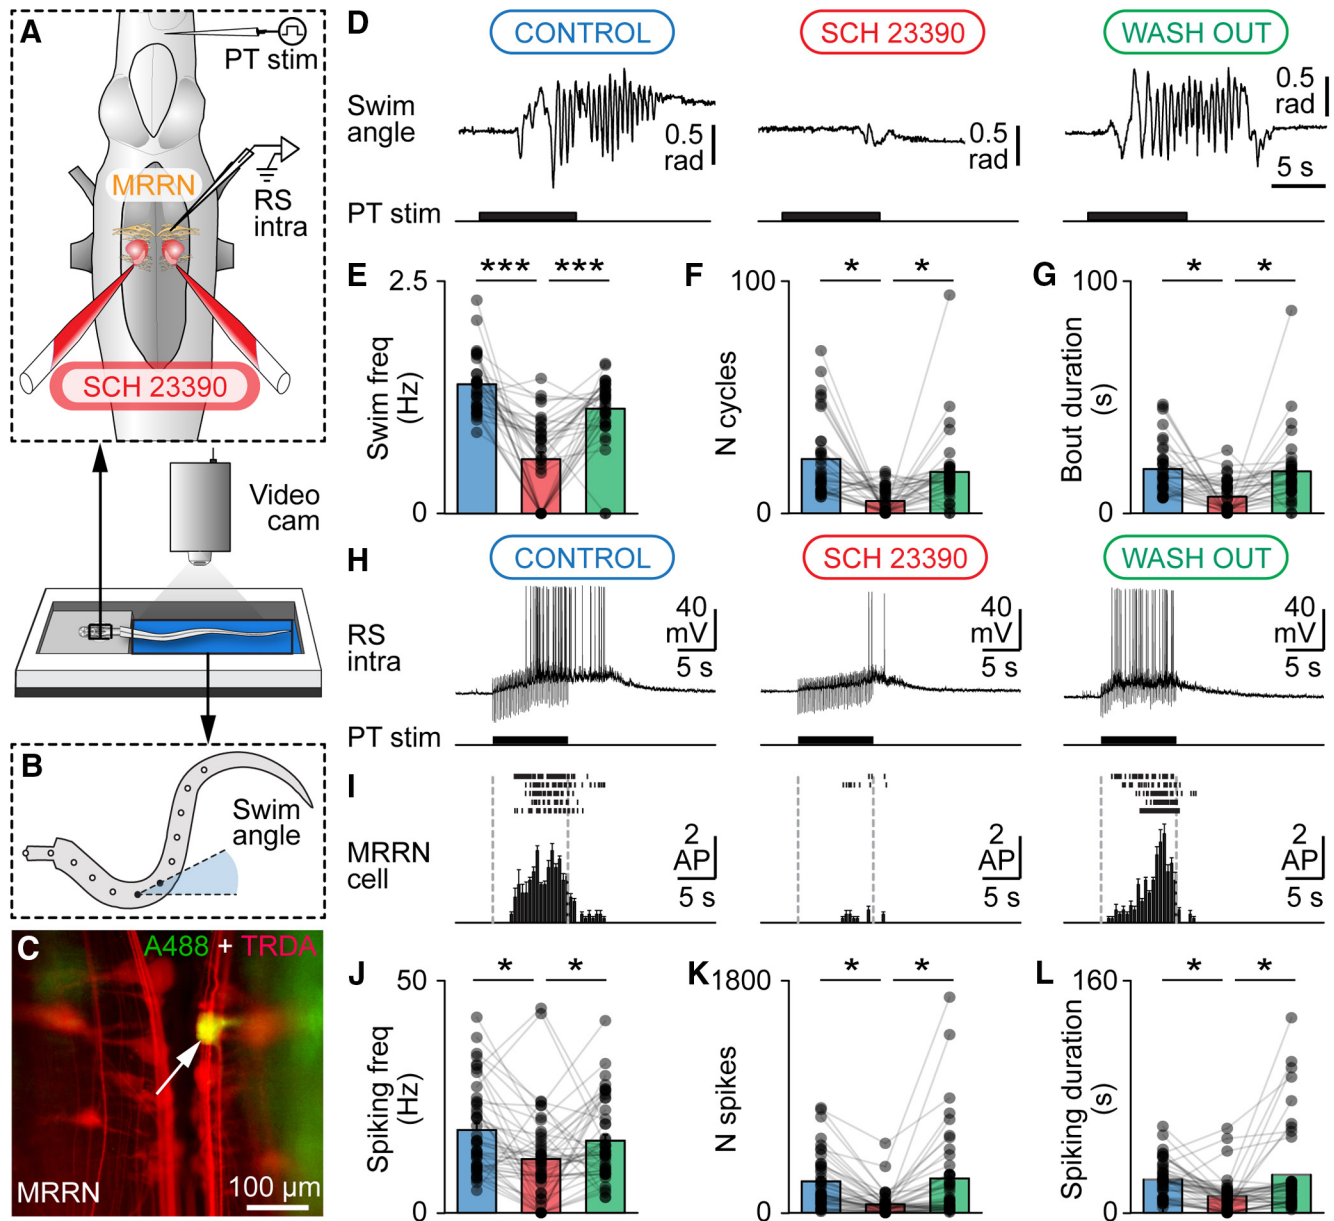 A
PT stim
MRRN
RS
intra
SCH 23390
Video
cam
B
Swim
angle
C
A488 + TRDA
MRRN
100 µm
D
CONTROL
SCH 23390
WASH OUT
Swim
angle
0.5
rad
0.5
rad
0.5
rad
5 s
PT stim
E
2.5
Swim freq
(Hz)
0
*** ***
F
100
N cycles
0
* *
G
100
Bout duration
(s)
0
* *
H
CONTROL
SCH 23390
WASH OUT
RS
intra
40
mV
5 s
40
mV
5 s
40
mV
5 s
PT stim
I
MRRN
cell
2
AP
5 s
2
AP
5 s
2
AP
5 s
J
50
Spiking freq
(Hz)
0
* *
K
1800
N spikes
0
* *
L
160
Spiking duration
(s)
0
* *